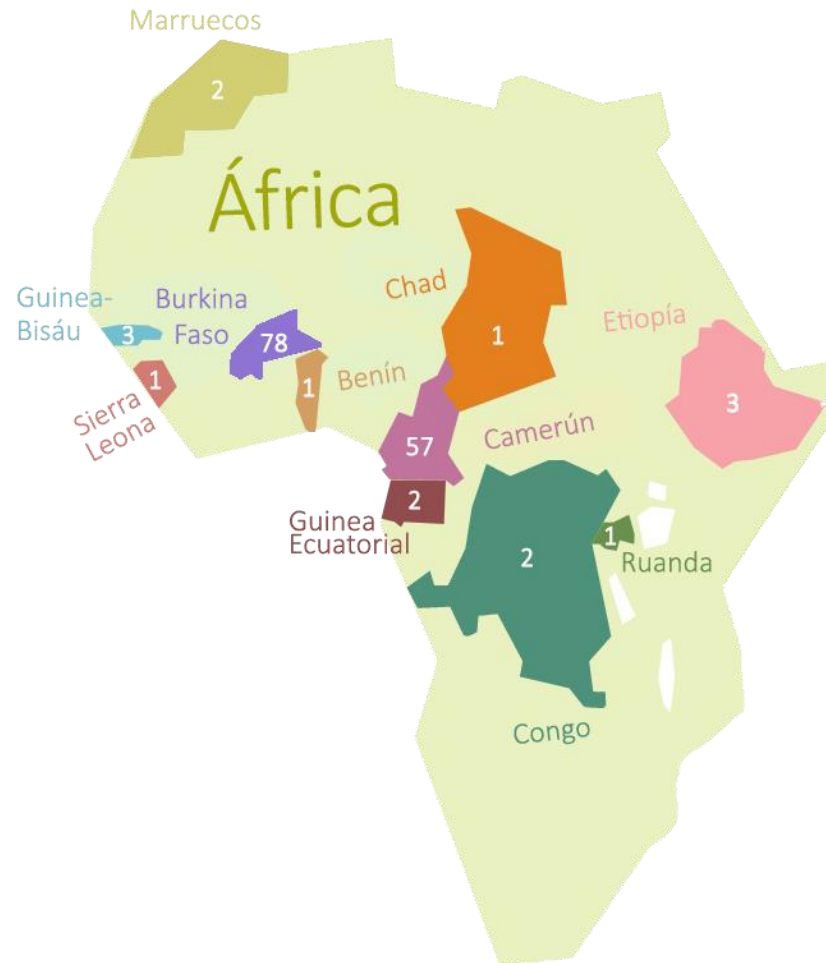 Marruecos
2
África
Chad
1
Guinea-
Bisáu
3
Burkina
Faso
78
Etiopía
3
Sierra
Leona
1
Benín
1
Camerún
57
Guinea
Ecuatorial
2
2
Congo
1
Ruanda